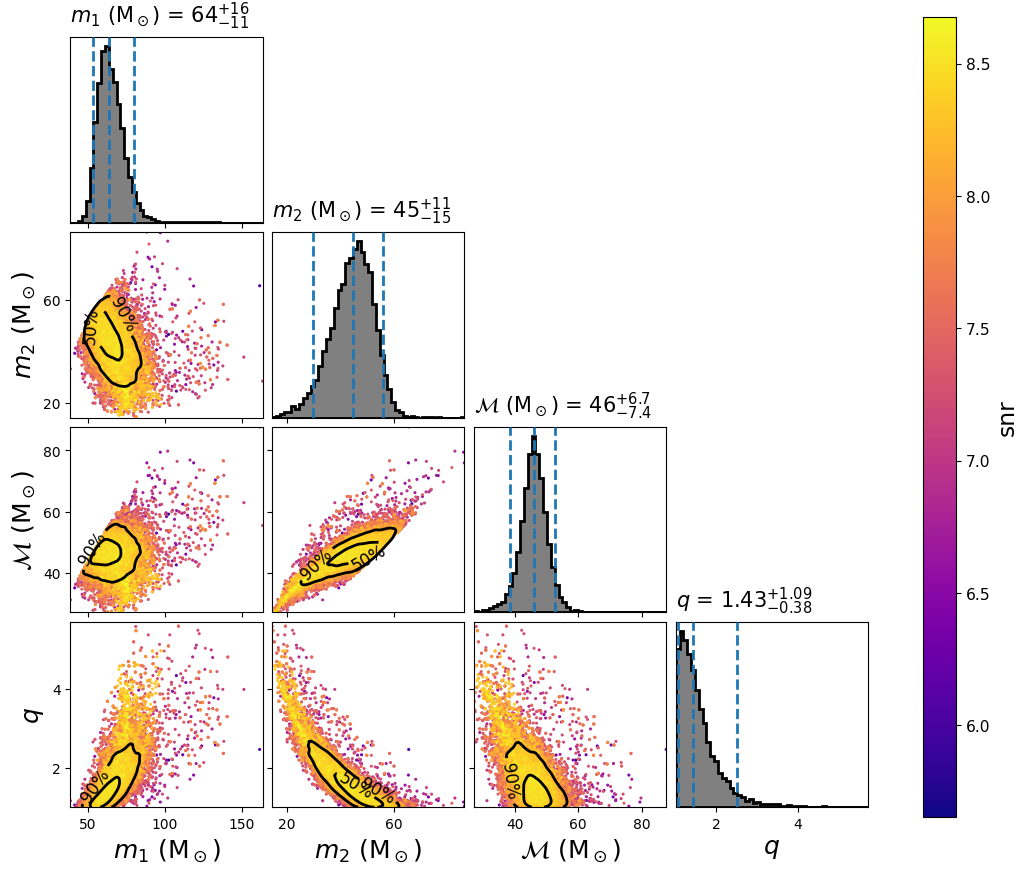 m₁ (M⊙) = 64 +16 −11
8.5
8.0
7.5
7.0
6.5
6.0
snr
m₂ (M⊙) = 45 +11 −15
m₂ (M⊙)
60
20
50%
90%
ℳ (M⊙) = 46 +6.7 −7.4
ℳ (M⊙)
80
60
40
90%
90%
50%
q = 1.43 +1.09 −0.38
q
4
2
90%
50%
90%
90%
50
100
150
20
60
40
60
80
2
4
m₁ (M⊙)
m₂ (M⊙)
ℳ (M⊙)
q